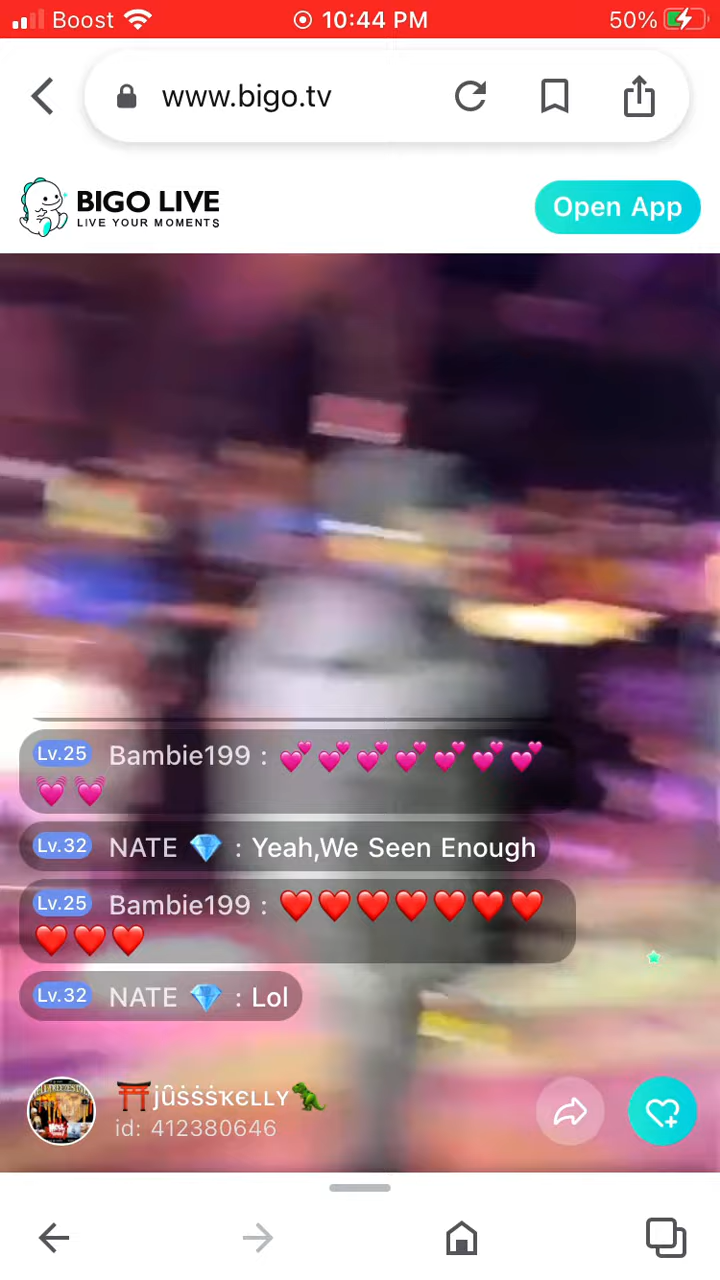 Boost
10:44 PM
50%
www.bigo.tv
BIGO LIVE
LIVE YOUR MOMENTS
Open App
Lv.25 Bambie199 : 💕💕💕💕💕💕💕
💓💓
Lv.32 NATE 💎 : Yeah,We Seen Enough
Lv.25 Bambie199 : ❤️❤️❤️❤️❤️❤️❤️
❤️❤️❤️
Lv.32 NATE 💎 : Lol
⛩️jûṡṡṡҡєʟʟʏ🦖
id: 412380646